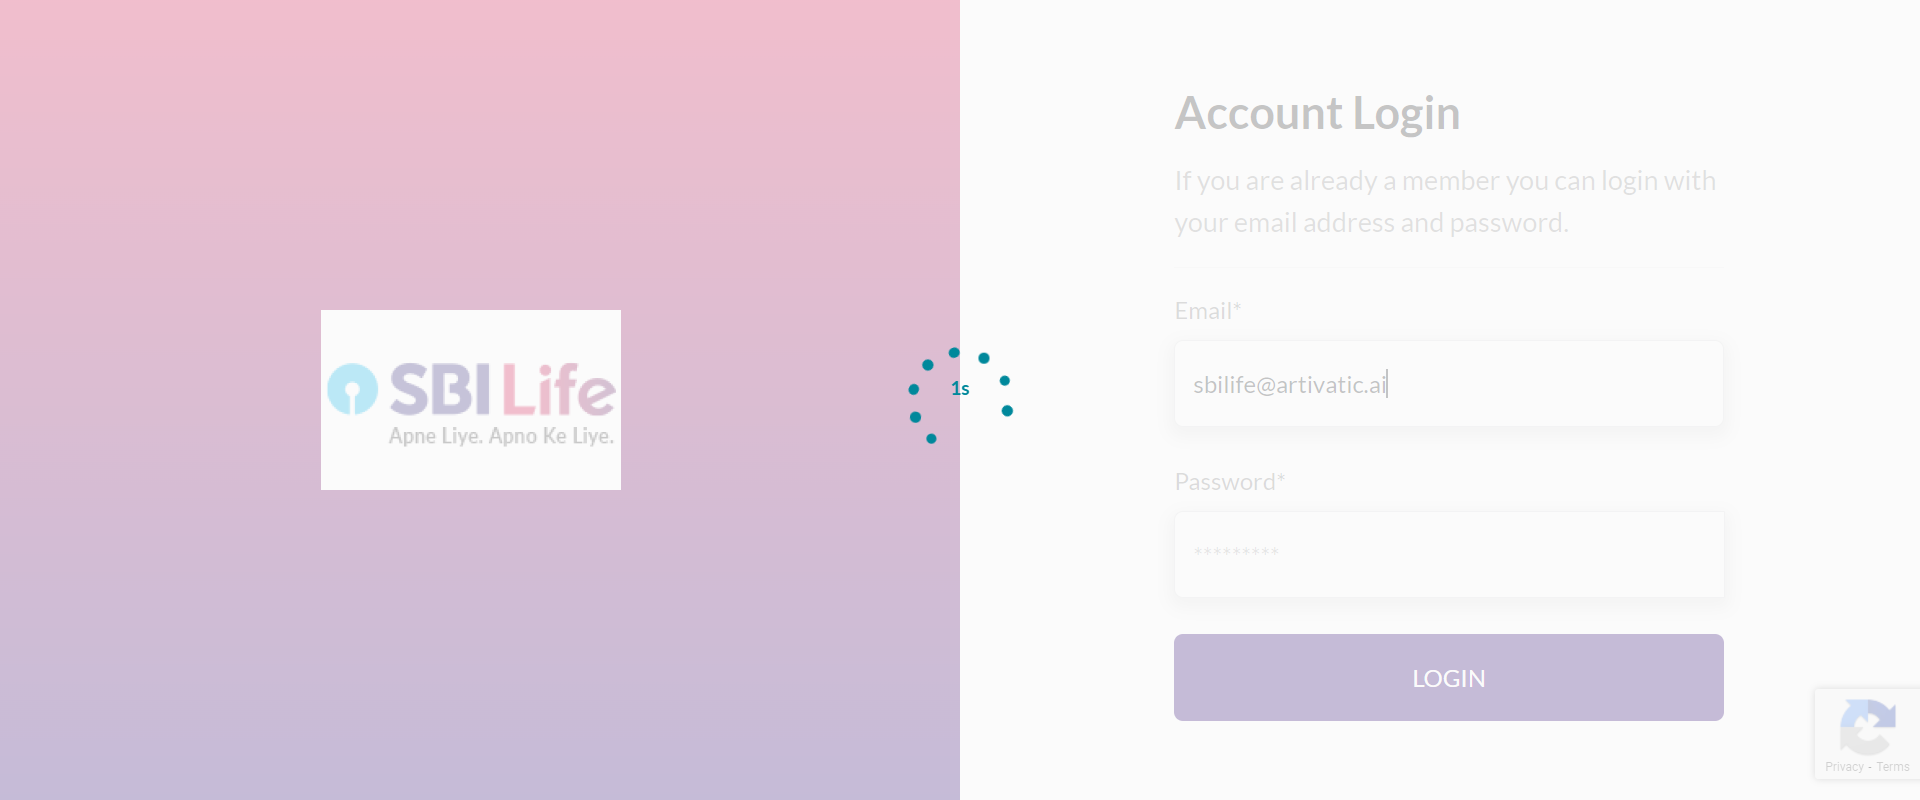 SBI Life
Apne Liye. Apno Ke Liye.
1s
Account Login
If you are already a member you can login with
your email address and password.
Email*
sbilife@artivatic.ai
Password*
*********
LOGIN
Privacy - Terms